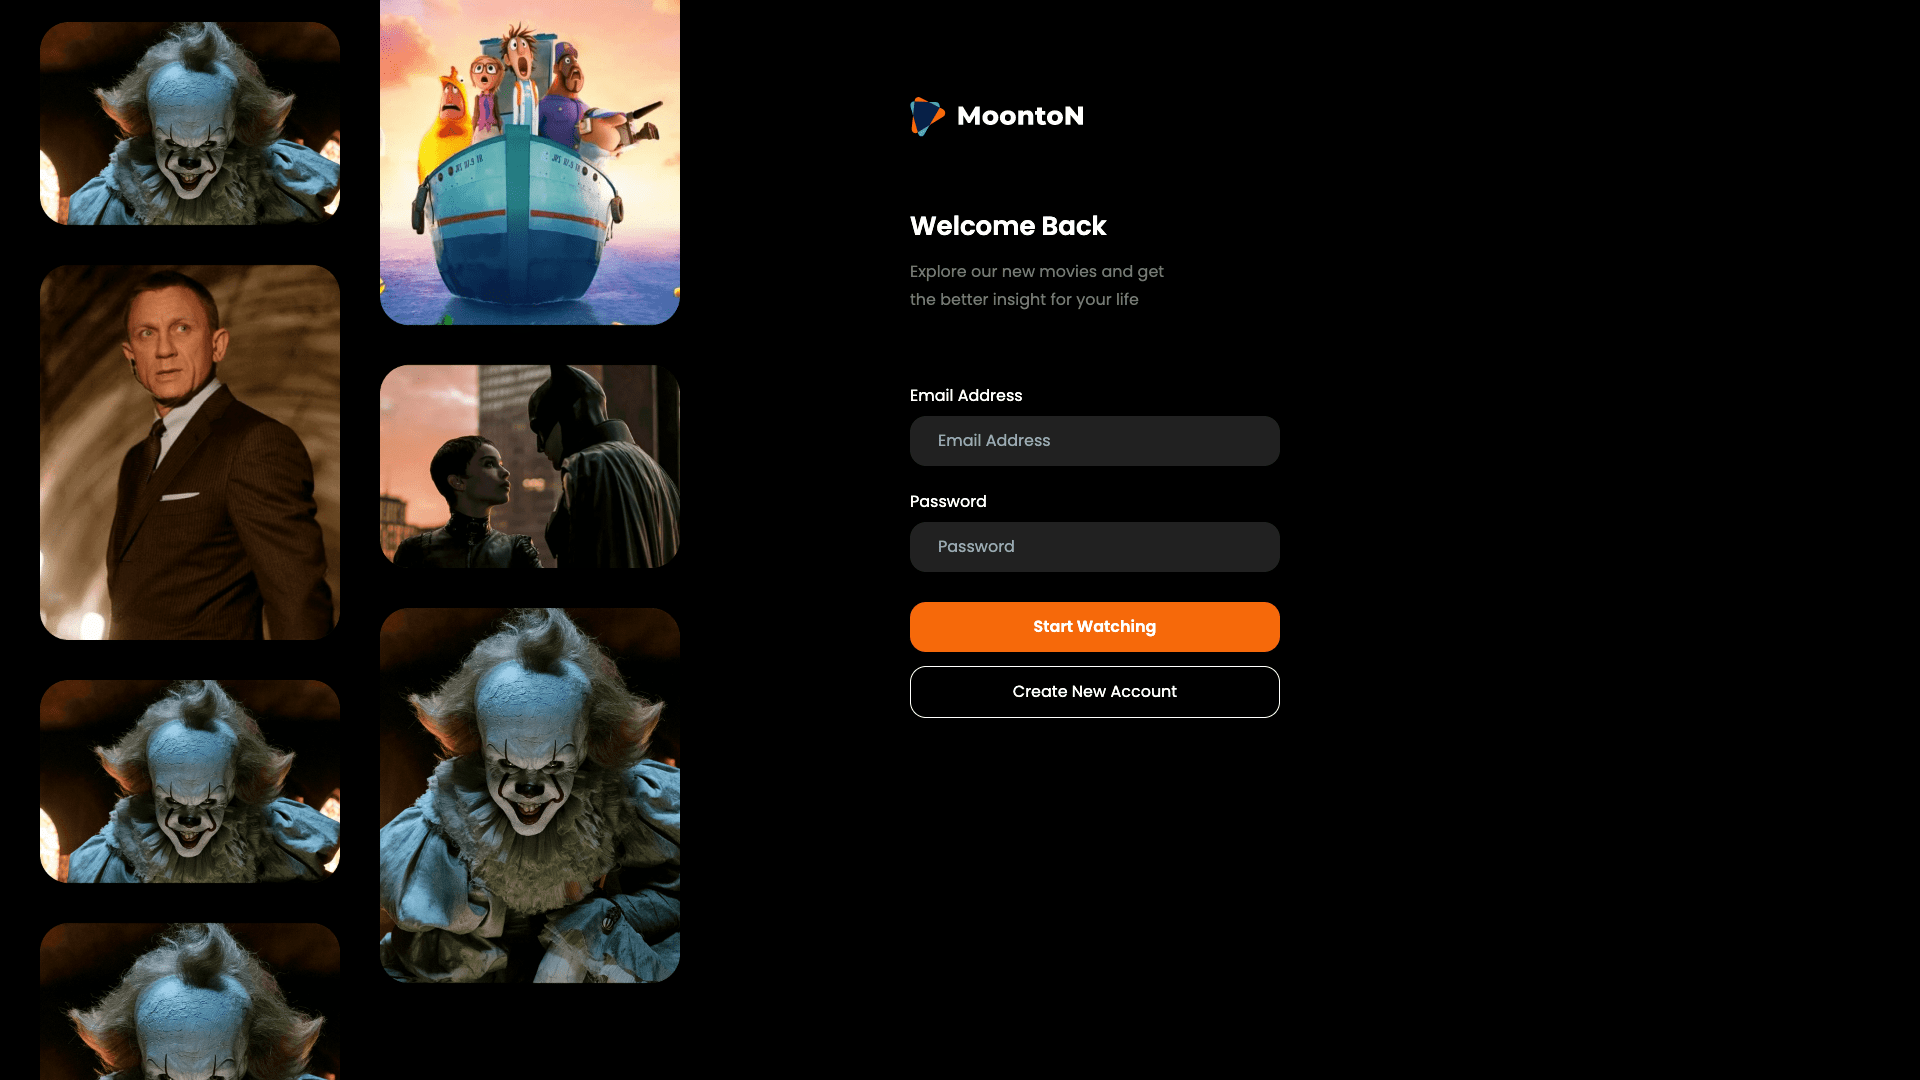 MoontoN
Welcome Back
Explore our new movies and get
the better insight for your life
Email Address
Email Address
Password
Password
Start Watching
Create New Account